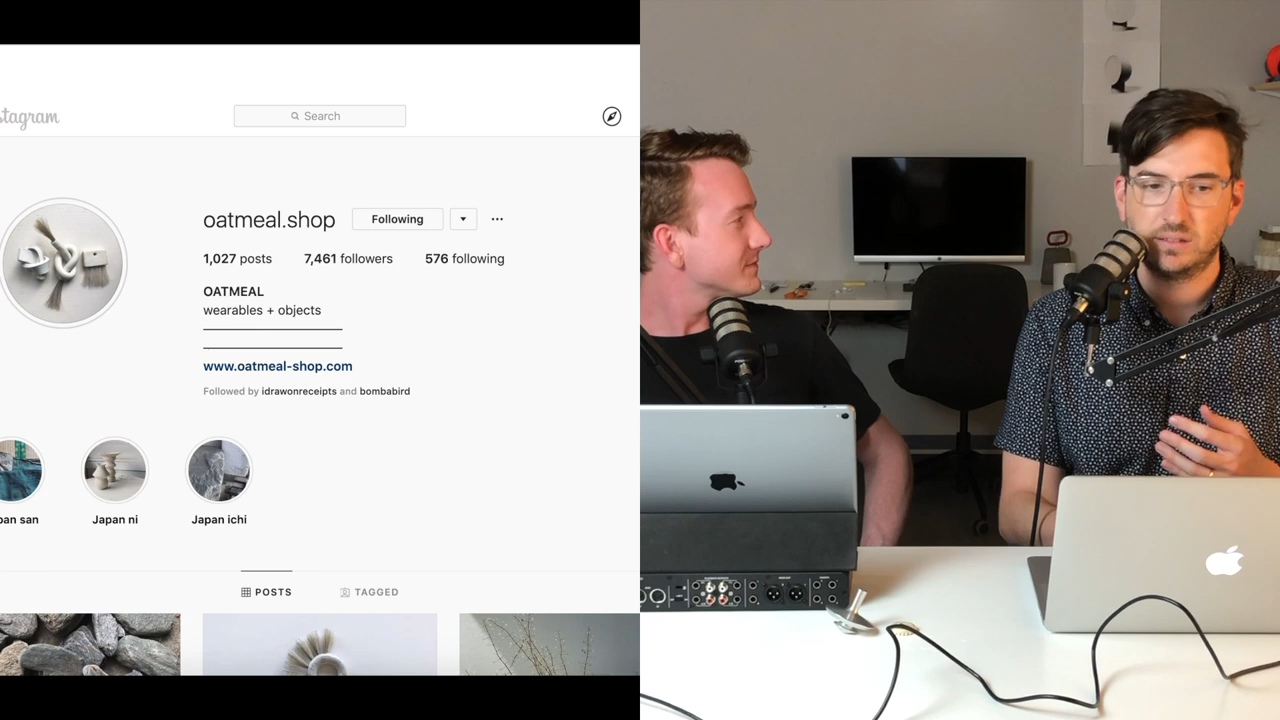 stagram
Search
oatmeal.shop
Following
1,027 posts
7,461 followers
576 following
OATMEAL
wearables + objects
www.oatmeal-shop.com
Followed by idrawonreceipts and bombabird
pan san
Japan ni
Japan ichi
POSTS
TAGGED